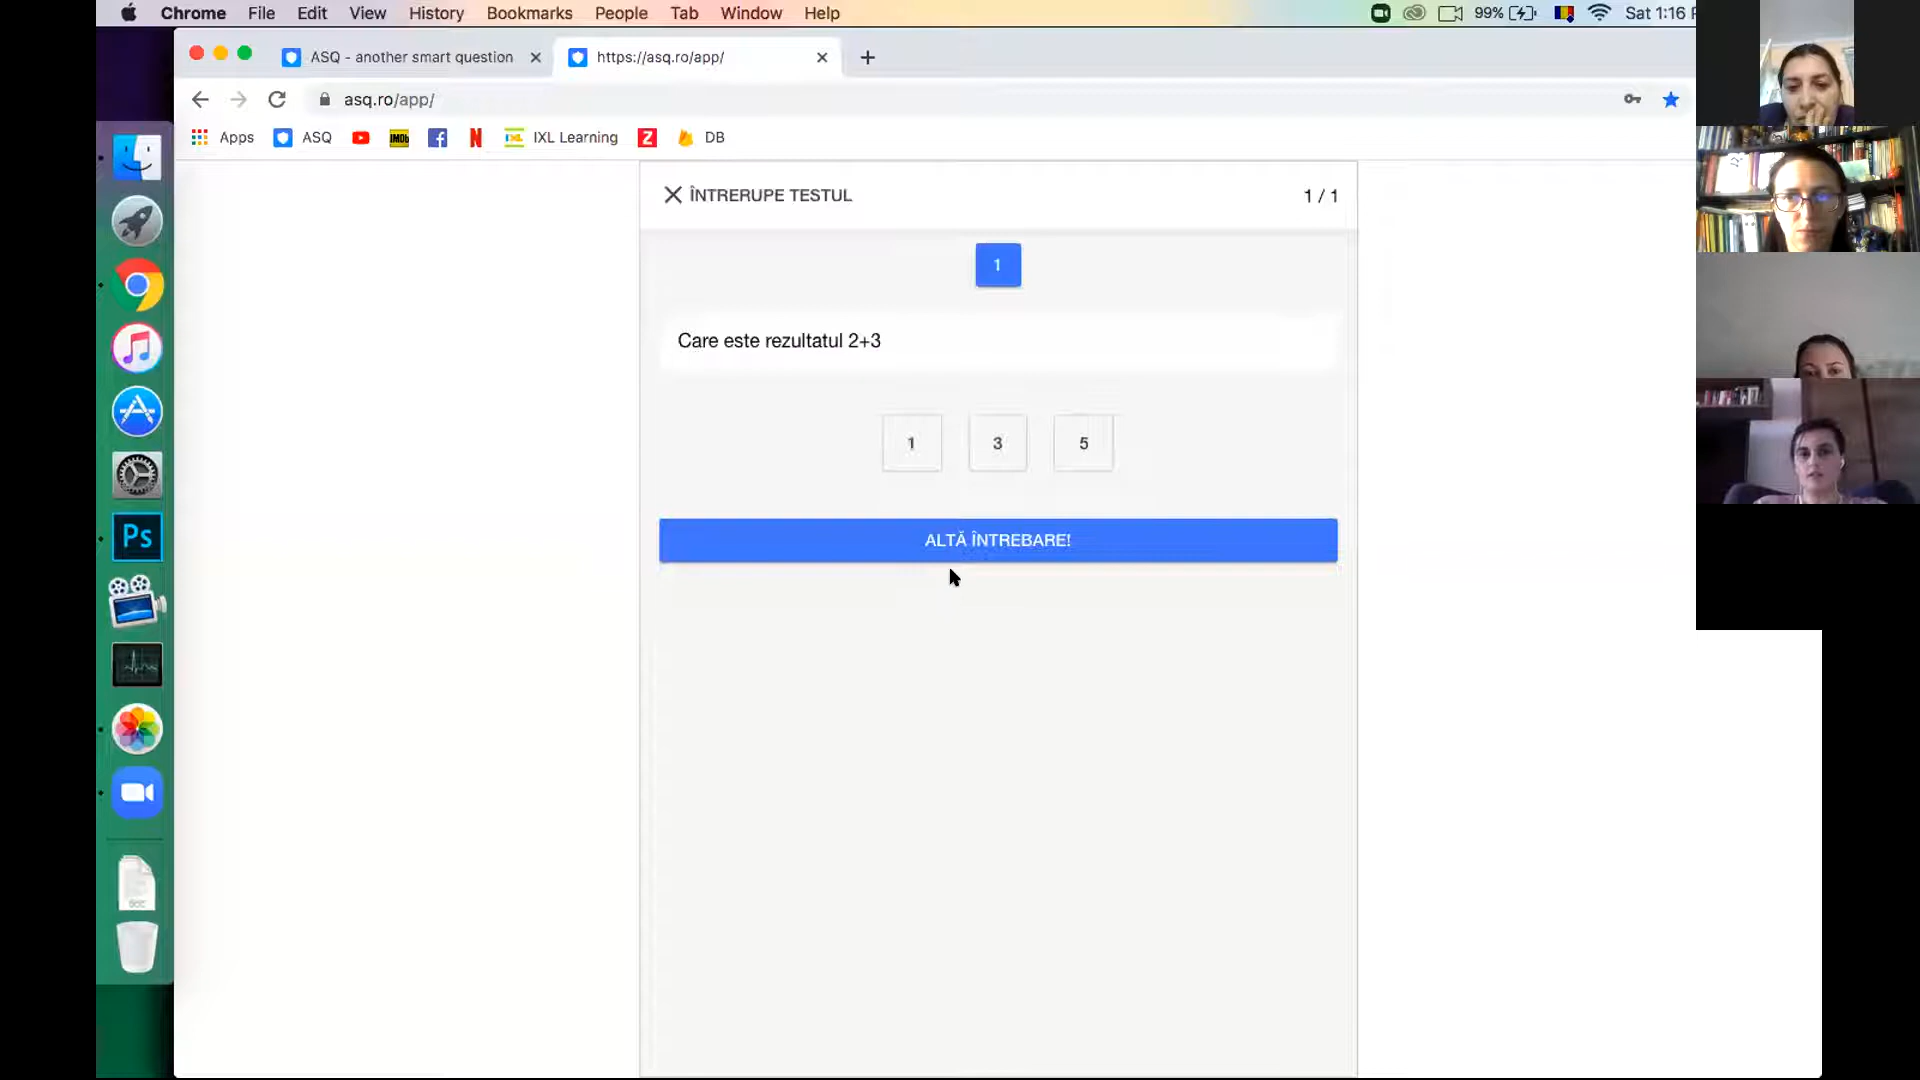 Chrome File Edit View History Bookmarks People Tab Window Help 99% Sat 1:16
ASQ - another smart question https://asq.ro/app/
asq.ro/app/
Apps ASQ IMDb N IXL Learning Z DB
ÎNTRERUPE TESTUL 1 / 1
1
Care este rezultatul 2+3
1 3 5
ALTĂ ÎNTREBARE!
Ps